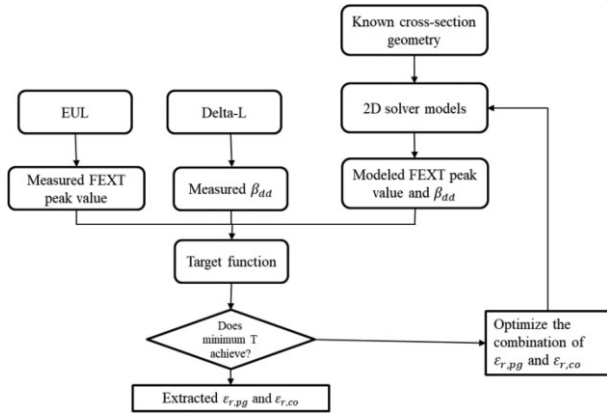 Known cross-section
geometry
EUL
Delta-L
2D solver models
Measured FEXT peak
value
Measured β_dd
Modeled FEXT peak
value and β_dd
Target function
Does
minimum T
achieve?
Optimize the
combination of
ε_r,pg and ε_r,co
Extracted ε_r,pg and ε_r,co